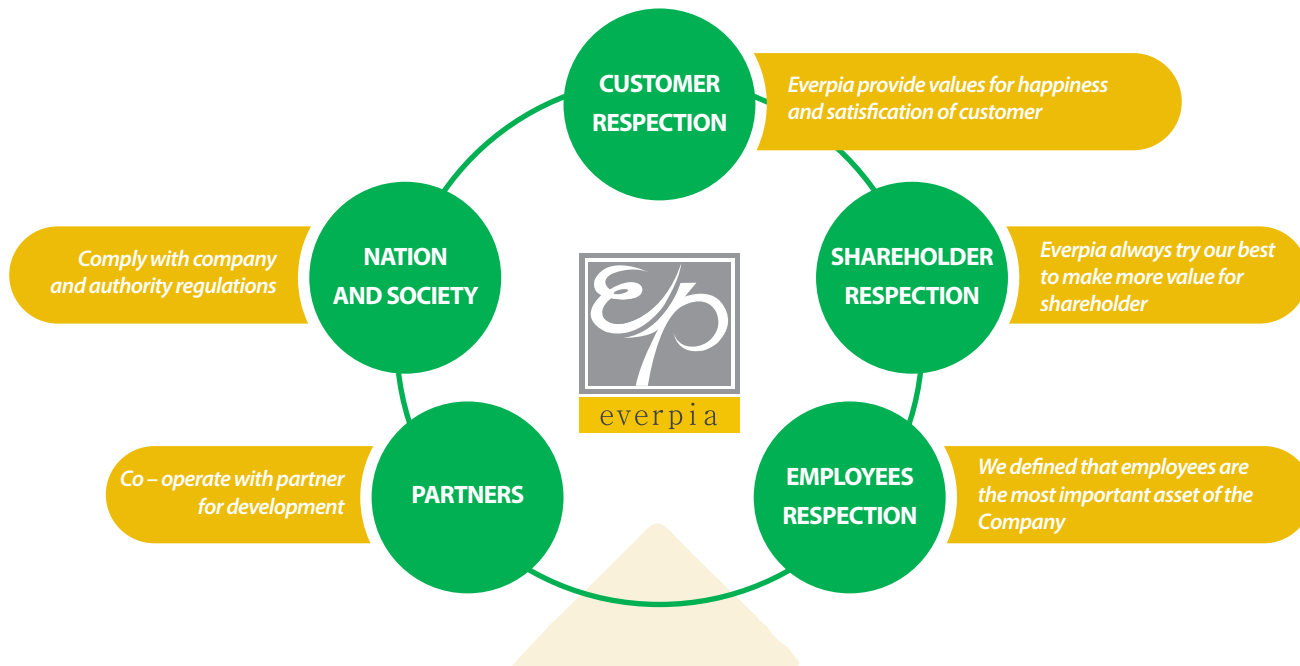 CUSTOMER
RESPECTION
Everpia provide values for happiness
and satisfication of customer
NATION
AND SOCIETY
Comply with company
and authority regulations
SHAREHOLDER
RESPECTION
Everpia always try our best
to make more value for
shareholder
ep
everpia
PARTNERS
Co – operate with partner
for development
EMPLOYEES
RESPECTION
We defined that employees are
the most important asset of the
Company